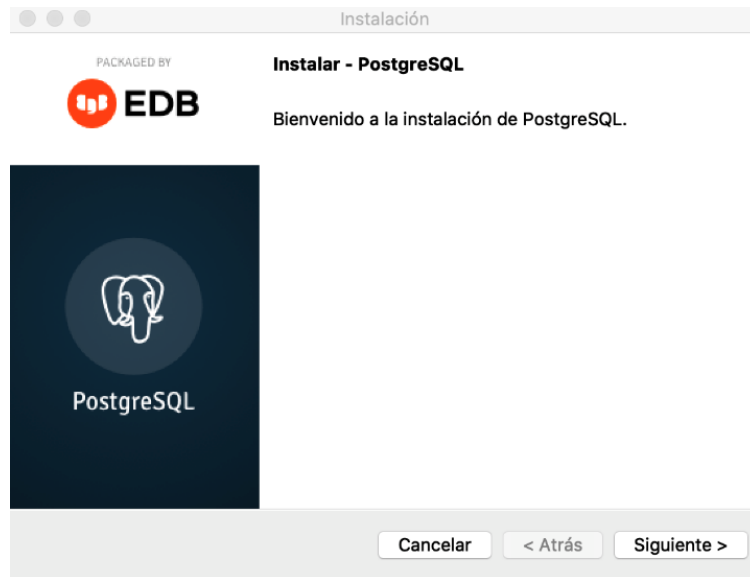 Instalación
PACKAGED BY
EDB
Instalar - PostgreSQL
Bienvenido a la instalación de PostgreSQL.
PostgreSQL
Cancelar
< Atrás
Siguiente >